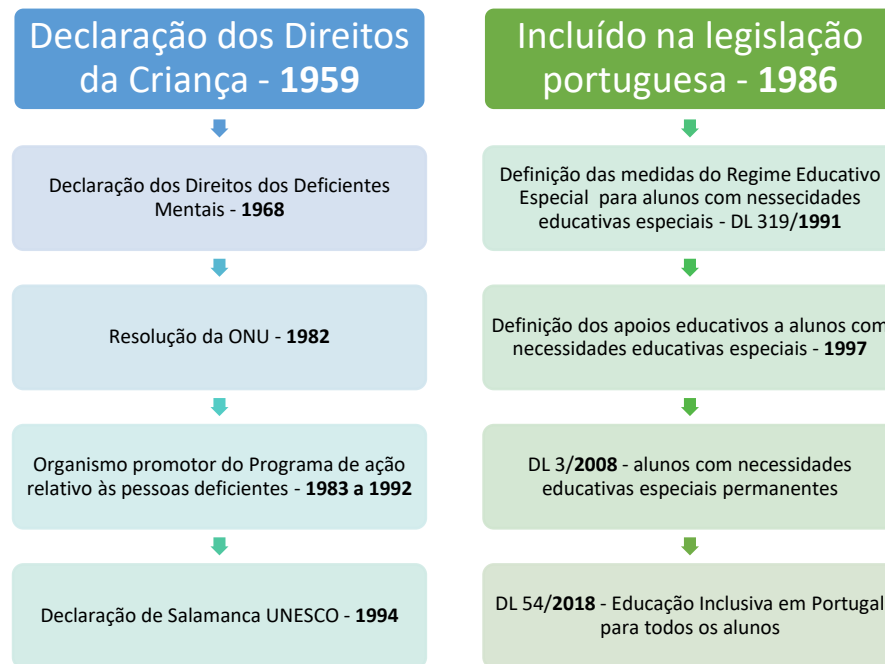 Declaração dos Direitos
da Criança - 1959
Declaração dos Direitos dos Deficientes
Mentais - 1968
Resolução da ONU - 1982
Organismo promotor do Programa de ação
relativo às pessoas deficientes - 1983 a 1992
Declaração de Salamanca UNESCO - 1994
Incluído na legislação
portuguesa - 1986
Definição das medidas do Regime Educativo
Especial para alunos com nessecidades
educativas especiais - DL 319/1991
Definição dos apoios educativos a alunos com
necessidades educativas especiais - 1997
DL 3/2008 - alunos com necessidades
educativas especiais permanentes
DL 54/2018 - Educação Inclusiva em Portugal
para todos os alunos